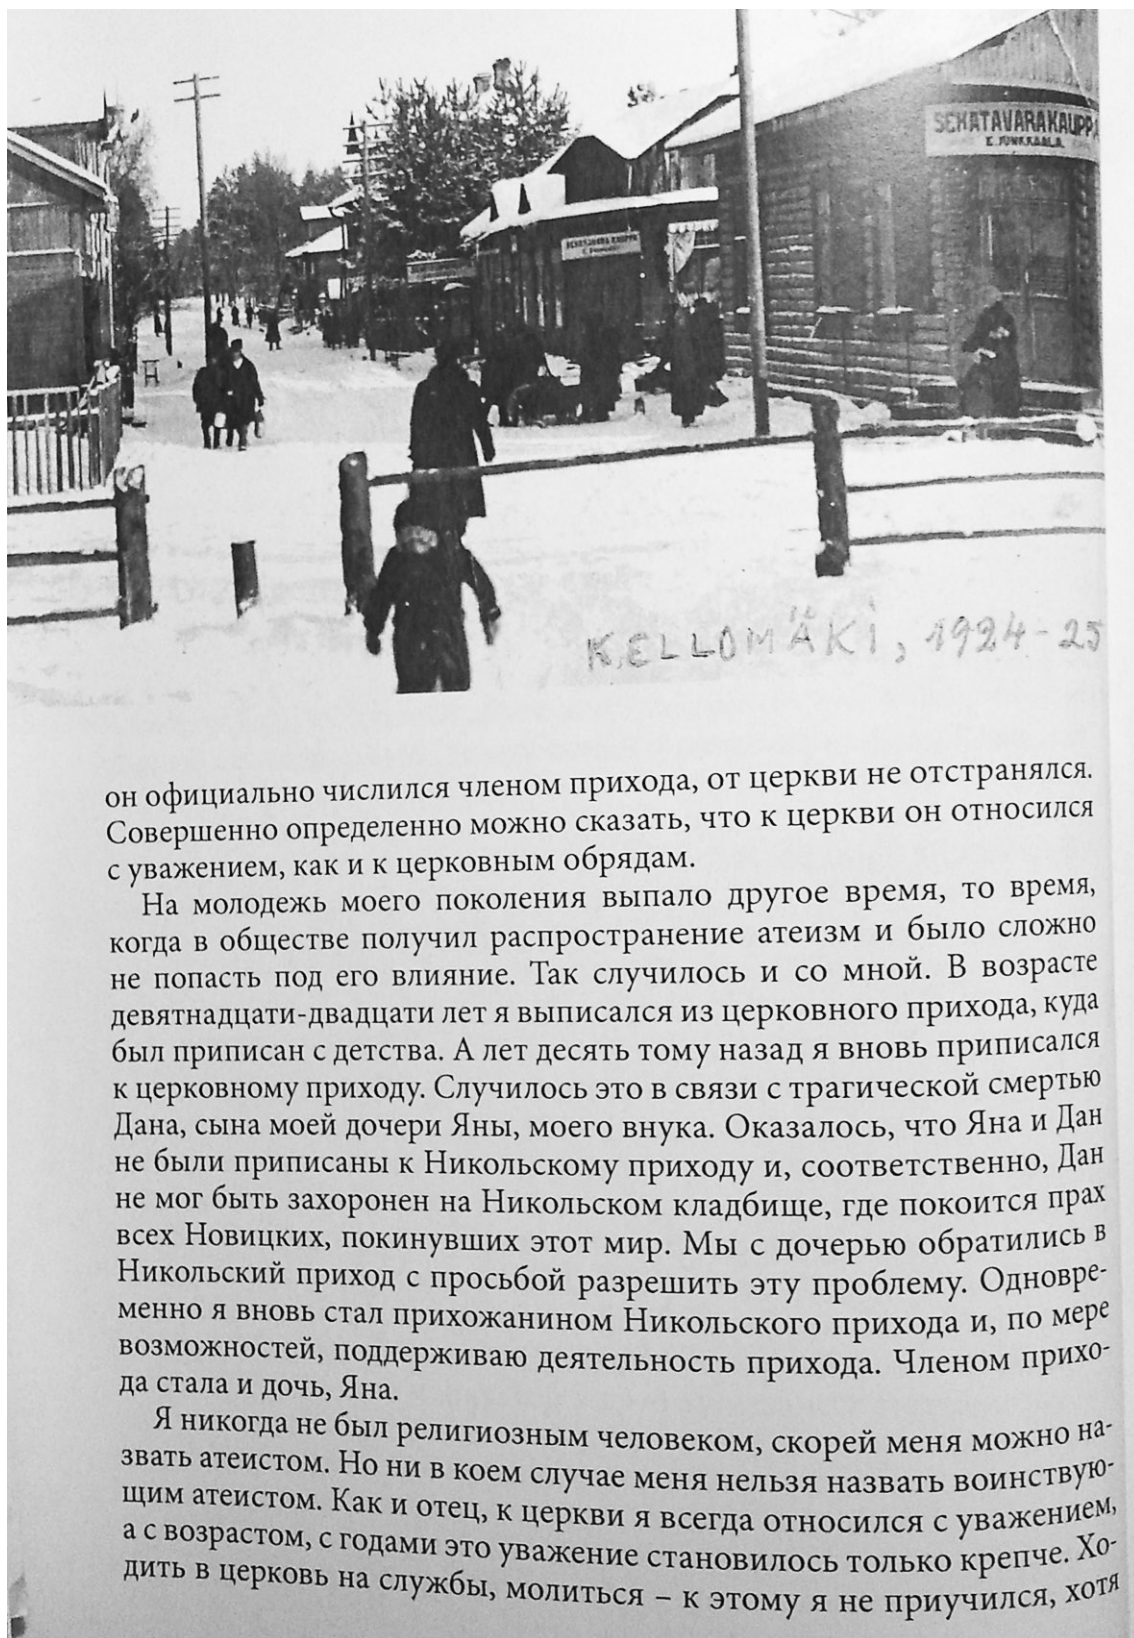 SEKATAVARAKAUPPA
E. JUNKKAALA.
KELLOMÄKI, 1924-25
он официально числился членом прихода, от церкви не отстранялся.
Совершенно определенно можно сказать, что к церкви он относился
с уважением, как и к церковным обрядам.
На молодежь моего поколения выпало другое время, то время,
когда в обществе получил распространение атеизм и было сложно
не попасть под его влияние. Так случилось и со мной. В возрасте
девятнадцати-двадцати лет я выписался из церковного прихода, куда
был приписан с детства. А лет десять тому назад я вновь приписался
к церковному приходу. Случилось это в связи с трагической смертью
Дана, сына моей дочери Яны, моего внука. Оказалось, что Яна и Дан
не были приписаны к Никольскому приходу и, соответственно, Дан
не мог быть захоронен на Никольском кладбище, где покоится прах
всех Новицких, покинувших этот мир. Мы с дочерью обратились в
Никольский приход с просьбой разрешить эту проблему. Одновре-
менно я вновь стал прихожанином Никольского прихода и, по мере
возможностей, поддерживаю деятельность прихода. Членом прихо-
да стала и дочь, Яна.
Я никогда не был религиозным человеком, скорей меня можно на-
звать атеистом. Но ни в коем случае меня нельзя назвать воинствую-
щим атеистом. Как и отец, к церкви я всегда относился с уважением,
а с возрастом, с годами это уважение становилось только крепче. Хо-
дить в церковь на службы, молиться – к этому я не приучился, хотя